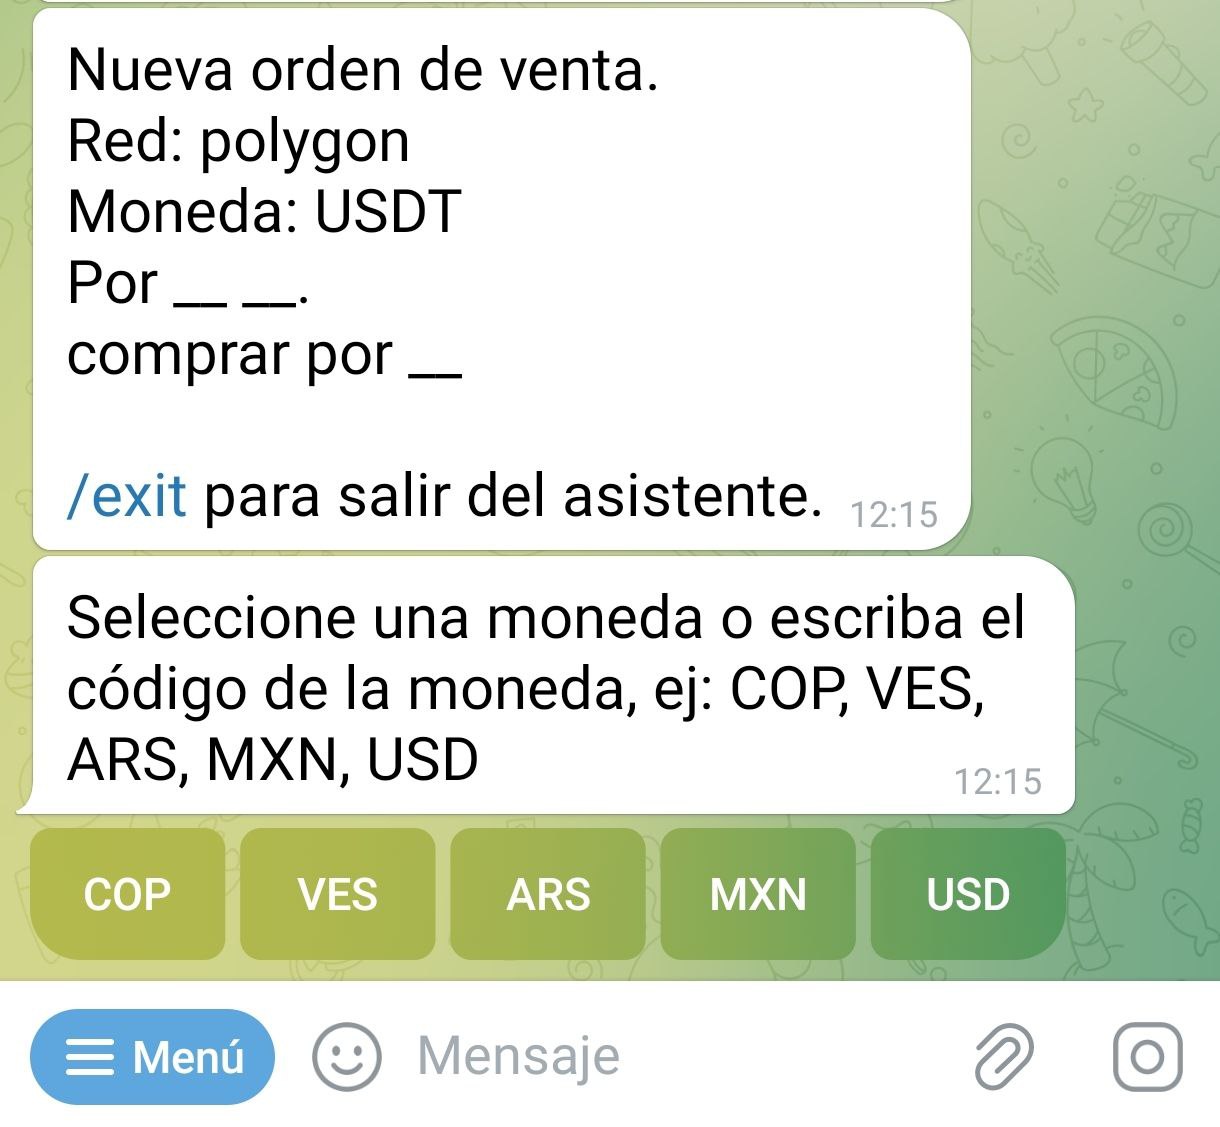 Nueva orden de venta.
Red: polygon
Moneda: USDT
Por __ __.
comprar por __
/exit para salir del asistente. 12:15
Seleccione una moneda o escriba el
código de la moneda, ej: COP, VES,
ARS, MXN, USD
12:15
COP VES ARS MXN USD
Menú Mensaje